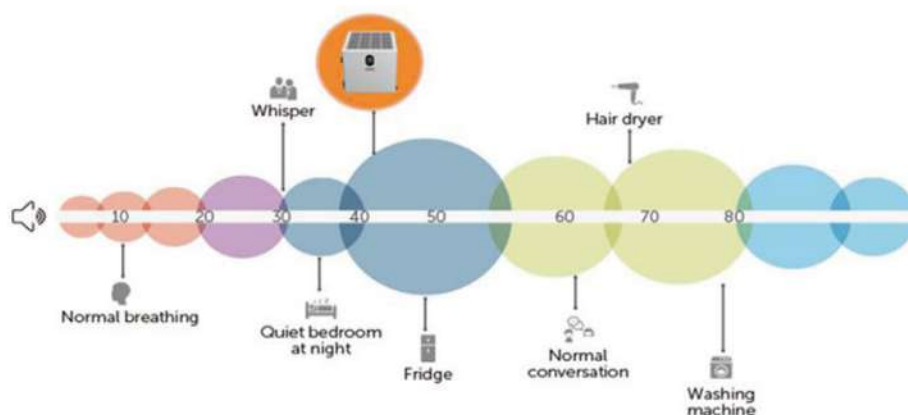 Whisper
Hair dryer
10
20
30
40
50
60
70
80
Normal breathing
Quiet bedroom
at night
Fridge
Normal
conversation
Washing
machine